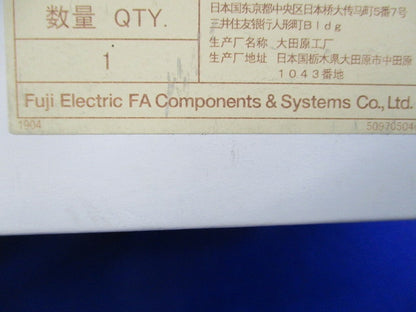 数量 QTY.
1
日本国东京都中央区日本桥大传马町5番7号
三井住友银行人形町Bldg
生产厂名称 大田原工厂
生产厂地址 日本国栃木県大田原市中田原
1043番地
Fuji Electric FA Components & Systems Co., Ltd.
1904